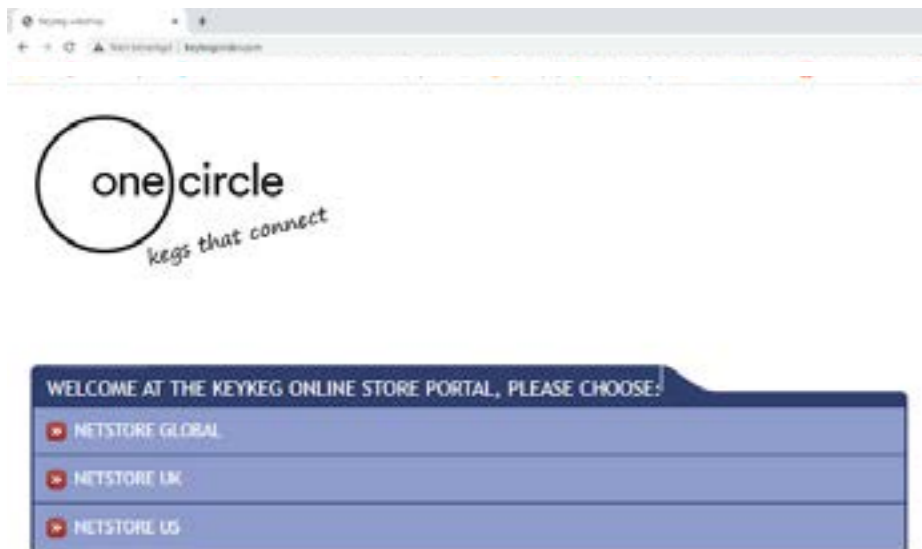 one circle
kegs that connect
WELCOME AT THE KEYKEG ONLINE STORE PORTAL, PLEASE CHOOSE:
NETSTORE GLOBAL
NETSTORE UK
NETSTORE US